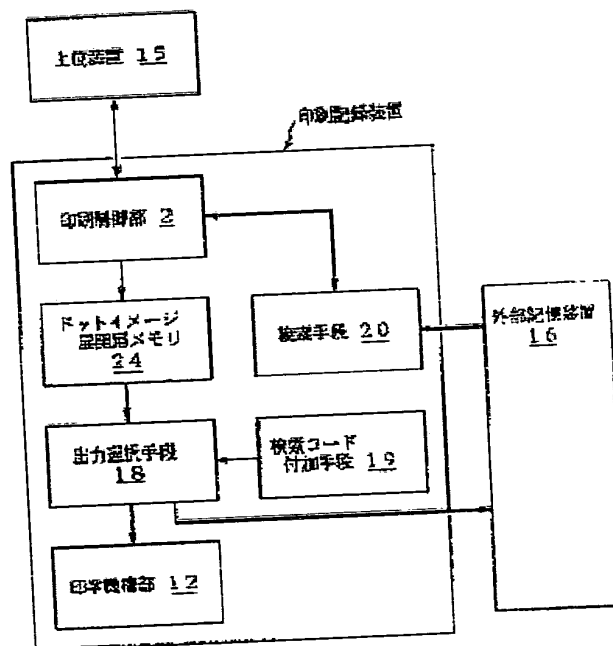 上位装置 15
印刷記録装置
印刷制御部 2
ドットイメージ
展開用メモリ
24
検索手段 20
外部記憶装置
16
出力選択手段
18
検索コード
付加手段 19
印字機構部 12